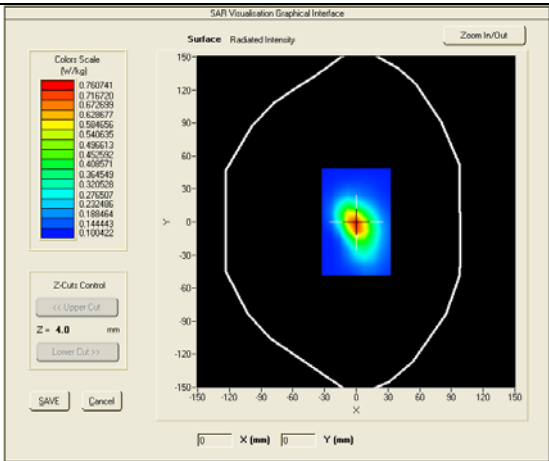 SAR Visualisation Graphical Interface
Surface Radiated Intensity
Zoom In/Out
Colors Scale
(W/kg)
0.760741
0.716720
0.672699
0.628677
0.584656
0.540635
0.496613
0.452592
0.408571
0.364549
0.320528
0.276507
0.232486
0.188464
0.144443
0.100422
Z-Cuts Control
<< Upper Cut
Z = 4.0 mm
Lower Cut >>
SAVE Cancel
150
120
90
60
30
0
-30
-60
-90
-120
-150
Y
-150 -120 -90 -60 -30 0 30 60 90 120 150
X
0 X (mm) 0 Y (mm)